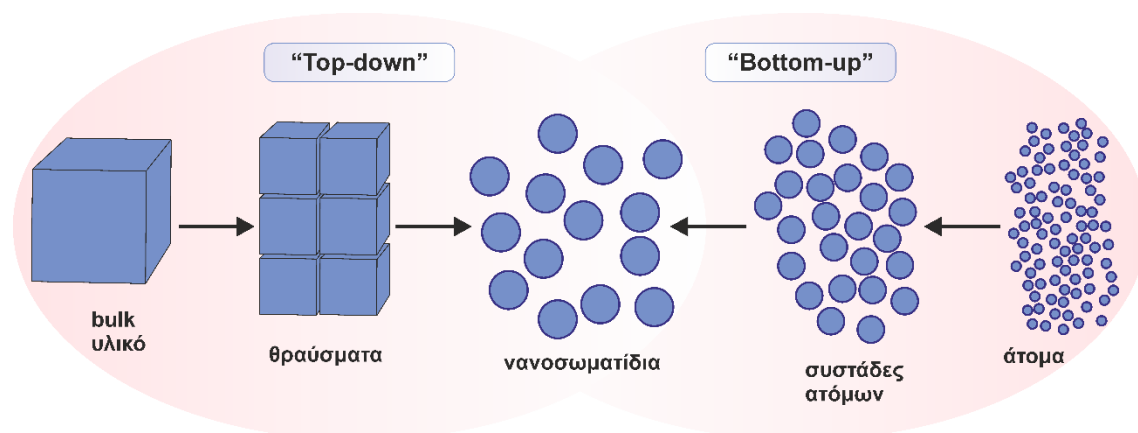 “Top-down”
“Bottom-up”
bulk
υλικό
θραύσματα
νανοσωματίδια
συστάδες
ατόμων
άτομα